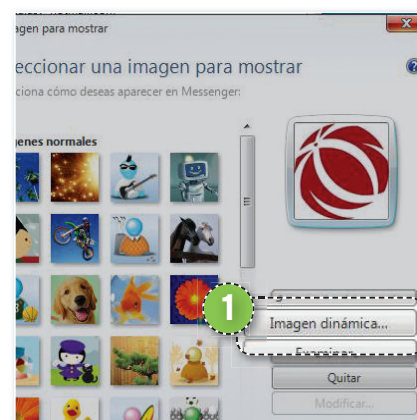 agen para mostrar
eccionar una imagen para mostrar
ciona cómo deseas aparecer en Messenger:
genes normales
1
Imagen dinámica...
Quitar
Modificar...